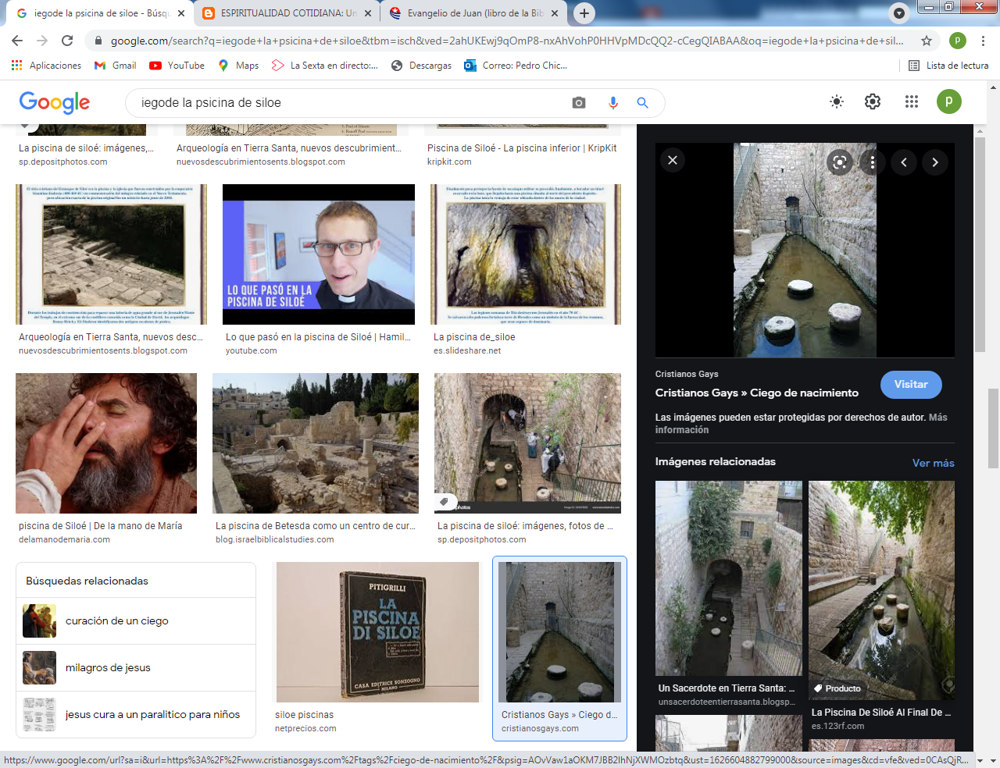 iegode la psicina de siloe - Búsqu
ESPIRITUALIDAD COTIDIANA: Un
Evangelio de Juan (libro de la Bib
google.com/search?q=iegode+la+psicina+de+siloe&tbm=isch&ved=2ahUKEwj9qOmP8-nxAhVohP0HHVpMDcQQ2-cCegQIABAA&oq=iegode+la+psicina+de+sil...
Aplicaciones
Gmail
YouTube
Maps
La Sexta en directo:...
Descargas
Correo: Pedro Chic...
Lista de lectura
Google
iegode la psicina de siloe
La piscina de siloé: imágenes,...
sp.depositphotos.com
Arqueología en Tierra Santa, nuevos descubrimient...
nuevosdescubrimientosents.blogspot.com
Piscina de Siloé - La piscina inferior | KripKit
kripkit.com
Arqueología en Tierra Santa, nuevos desc...
nuevosdescubrimientosents.blogspot.com
LO QUE PASÓ EN LA
PISCINA DE SILOÉ
Lo que pasó en la piscina de Siloé | Hamil...
youtube.com
La piscina de_siloe
es.slideshare.net
piscina de Siloé | De la mano de María
delamanodemaria.com
La piscina de Betesda como un centro de cur...
blog.israelbiblicalstudies.com
La piscina de siloé: imágenes, fotos de ...
sp.depositphotos.com
Búsquedas relacionadas
curación de un ciego
milagros de jesus
jesus cura a un paralitico para niños
PITIGRILLI
LA
PISCINA
DI SILOE
CASA EDITRICE SONZOGNO
MILANO
siloe piscinas
netprecios.com
Cristianos Gays » Ciego d...
cristianosgays.com
Cristianos Gays
Cristianos Gays » Ciego de nacimiento
Visitar
Las imágenes pueden estar protegidas por derechos de autor. Más
información
Imágenes relacionadas
Ver más
Un Sacerdote en Tierra Santa: ...
unsacerdoteentierrasanta.blogsp...
Producto
La Piscina De Siloé Al Final De ...
es.123rf.com
https://www.google.com/url?sa=i&url=https%3A%2F%2Fwww.cristianosgays.com%2Ftags%2Fciego-de-nacimiento%2F&psig=AOvVaw1aOKM7JBB2IhNjXWMOzbtq&ust=1626604882799000&source=images&cd=vfe&ved=0CAsQjR...